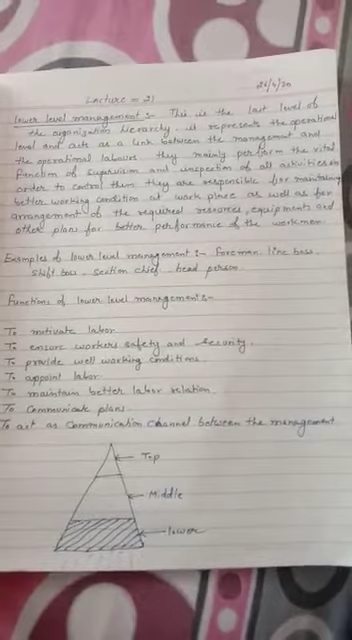 26/4/20
Lecture = 21
lower level management :- This is the last level of
the organization hierarchy. it represents the operational
level and acts as a link between the management and
the operational labours they mainly perform the vital
function of supervision and inspection of all activities in
order to control them they are responsible for maintaining
better working condition at work place as well as for
arrangement of the required resources, equipments and
other plans for better performance of the workmen.
Examples of lower level management :- foreman line boss
shift boss, section chief, head person.
functions of lower level management :-
To motivate labor
To ensure workers safety and security.
To provide well working conditions.
To appoint labor
To maintain better labor relation.
To communicate plans.
To act as communication channel between the management
Top
Middle
lower